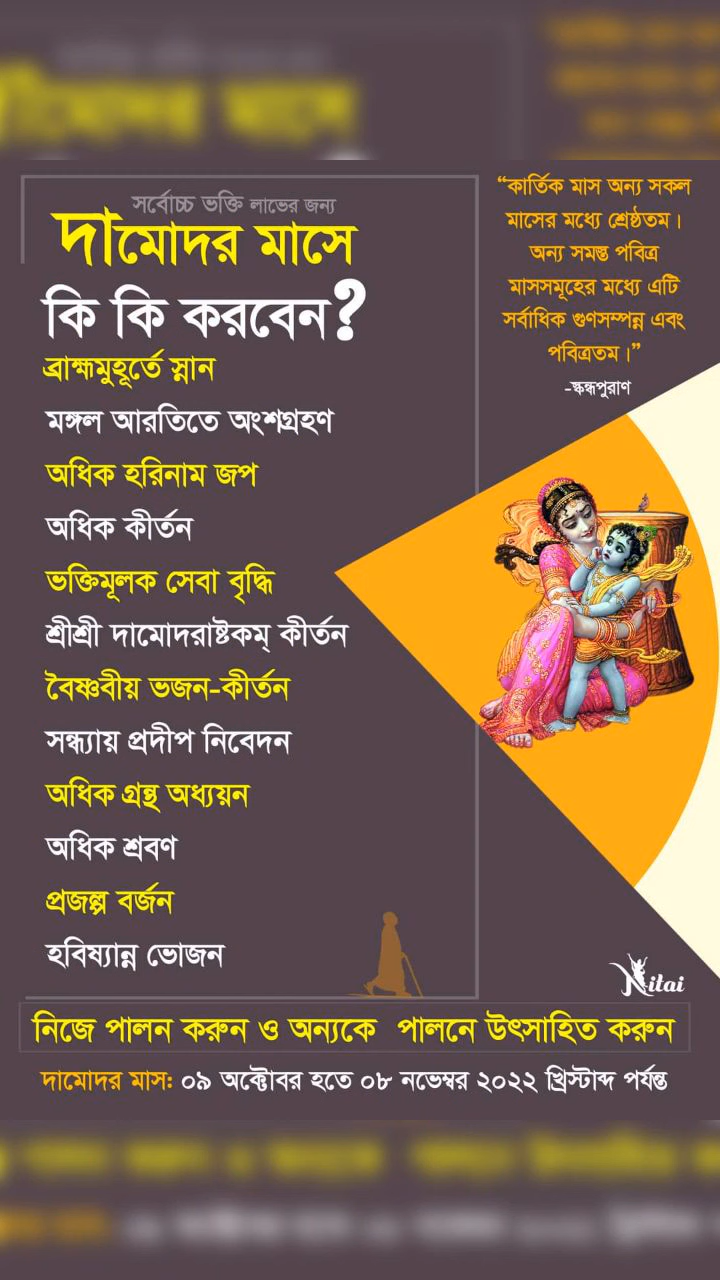 সর্বোচ্চ ভক্তি লাভের জন্য
দামোদর মাসে
কি কি করবেন?
ব্রাহ্মমুহূর্তে স্নান
মঙ্গল আরতিতে অংশগ্রহণ
অধিক হরিনাম জপ
অধিক কীর্তন
ভক্তিমূলক সেবা বৃদ্ধি
শ্রীশ্রী দামোদরাষ্টকম্ কীর্তন
বৈষ্ণবীয় ভজন-কীর্তন
সন্ধ্যায় প্রদীপ নিবেদন
অধিক গ্রন্থ অধ্যয়ন
অধিক শ্রবণ
প্রজল্প বর্জন
হবিষ্যান্ন ভোজন
“কার্তিক মাস অন্য সকল
মাসের মধ্যে শ্রেষ্ঠতম।
অন্য সমস্ত পবিত্র
মাসসমূহের মধ্যে এটি
সর্বাধিক গুণসম্পন্ন এবং
পবিত্রতম।”
-স্কন্ধপুরাণ
Nitai
নিজে পালন করুন ও অন্যকে পালনে উৎসাহিত করুন
দামোদর মাস: ০৯ অক্টোবর হতে ০৮ নভেম্বর ২০২২ খ্রিস্টাব্দ পর্যন্ত